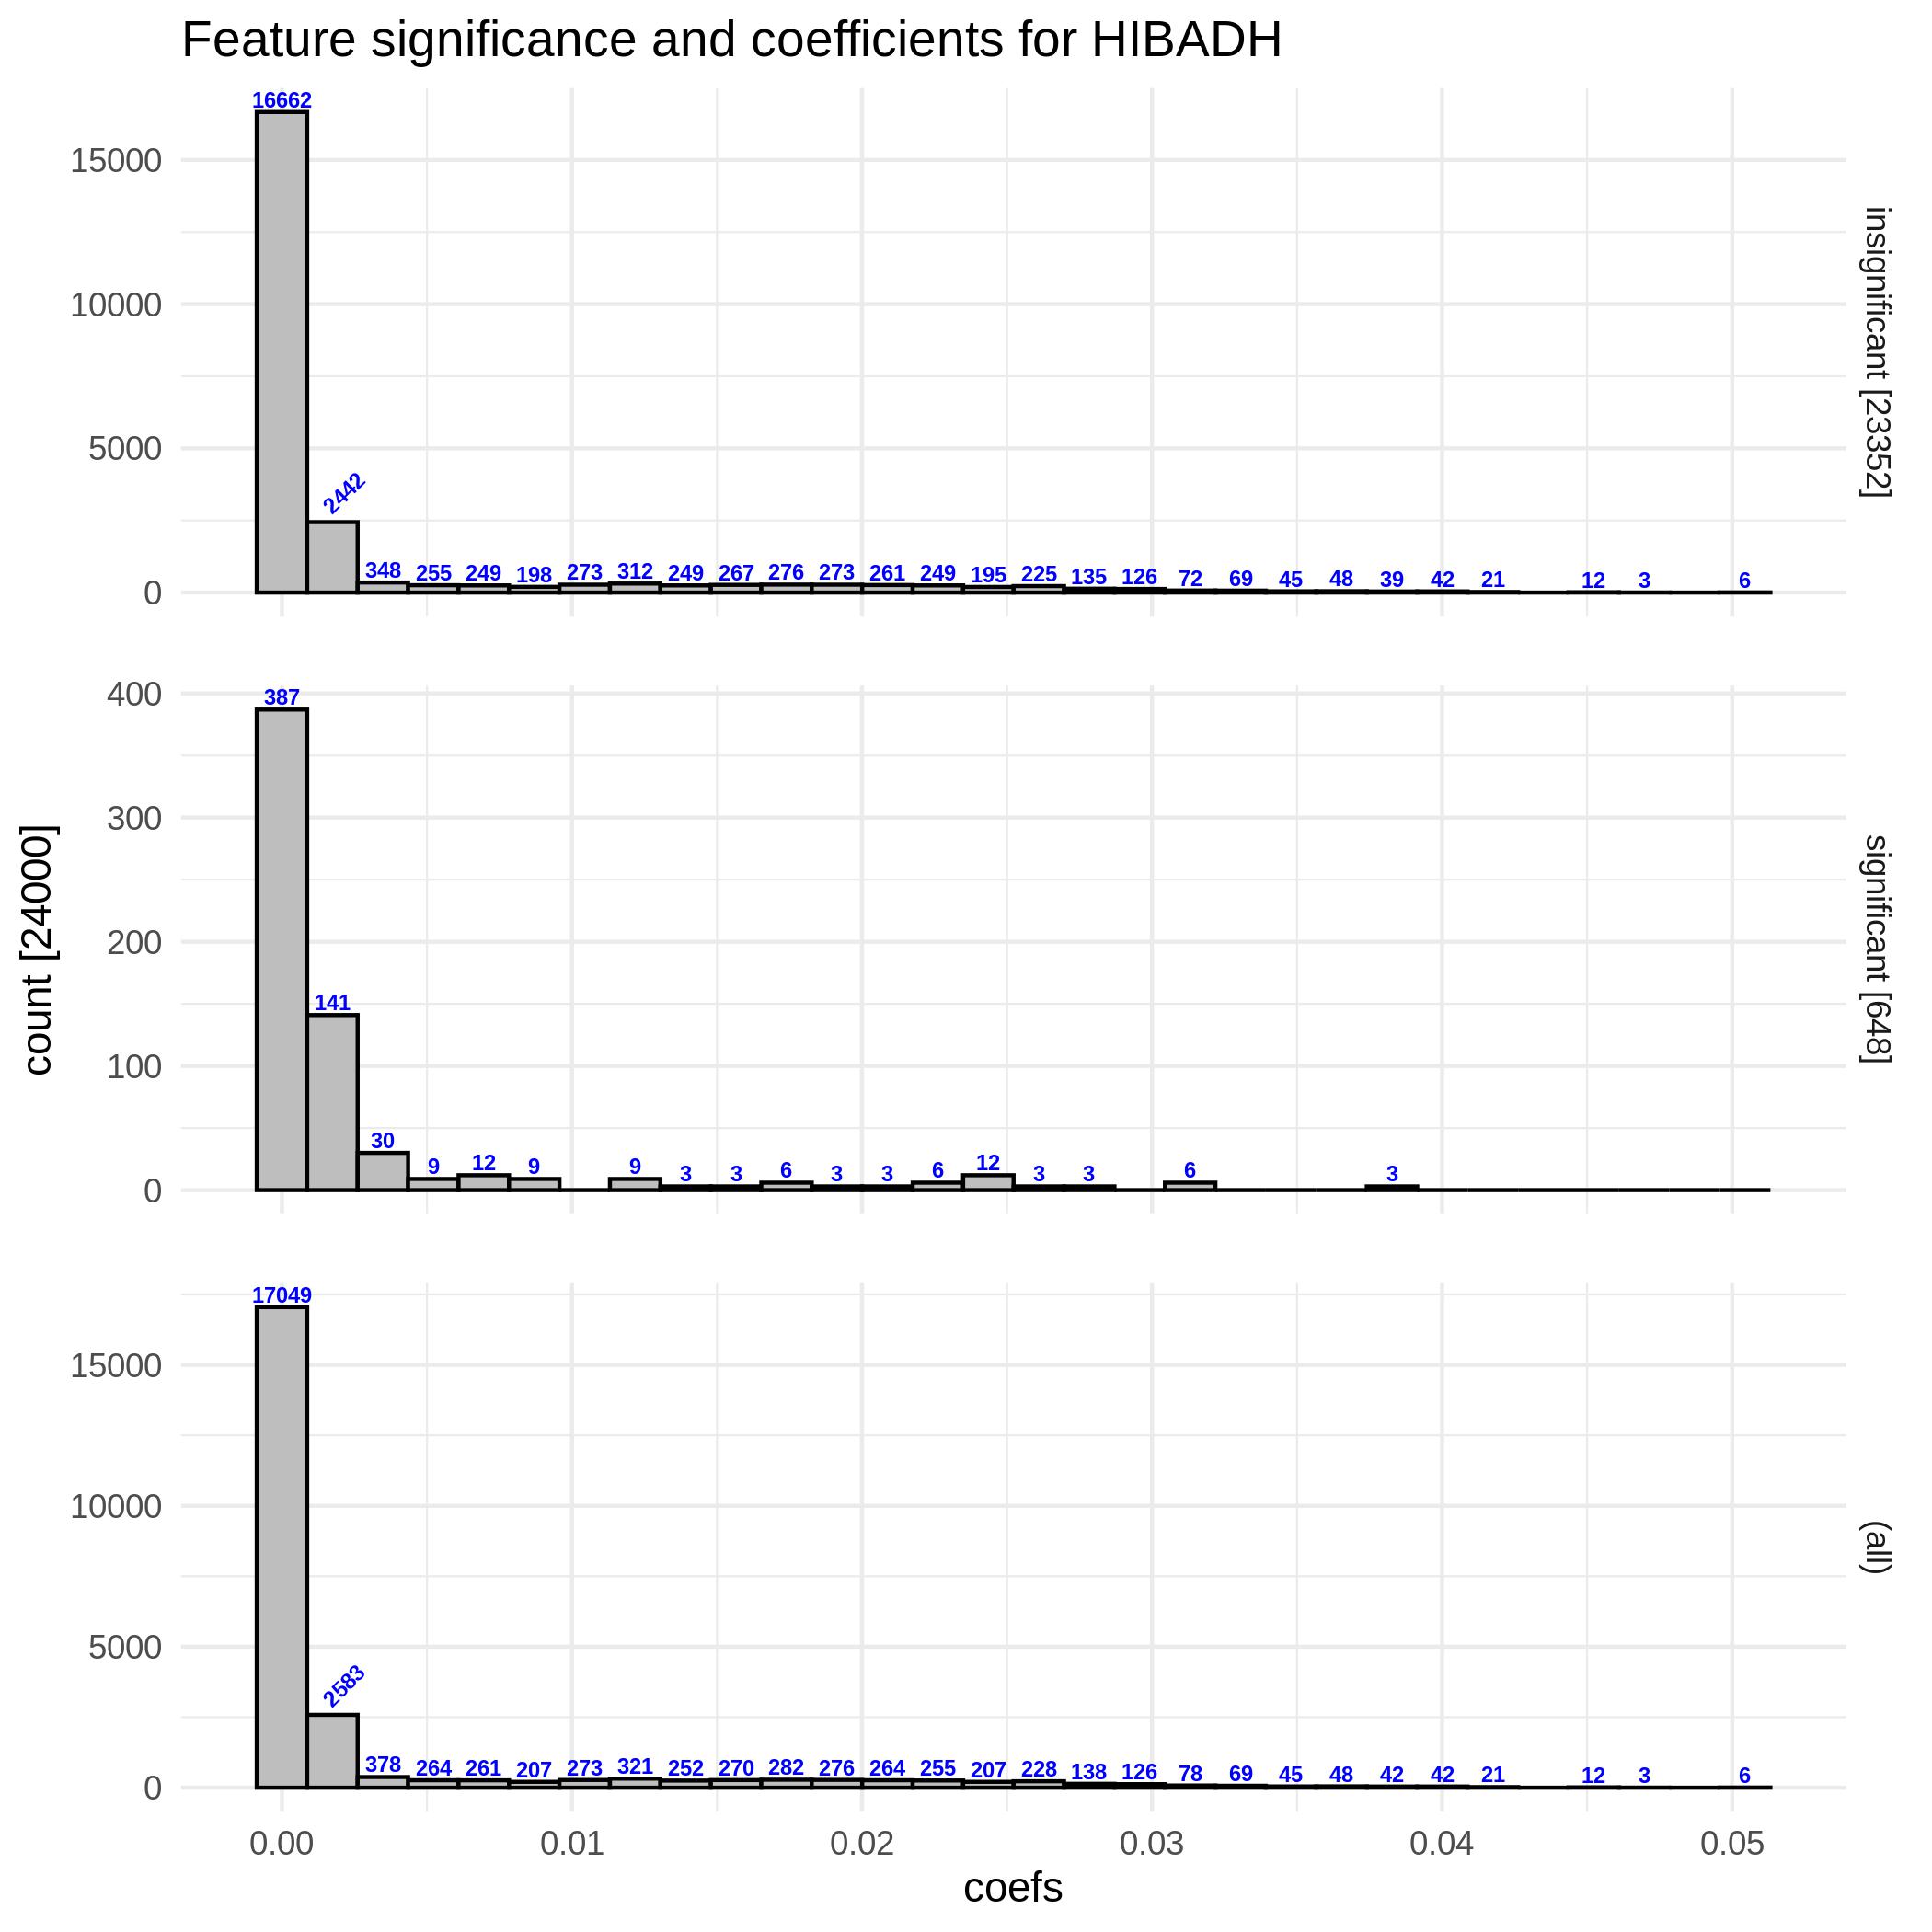 Feature significance and coefficients for HIBADH
16662
15000
10000
5000
2442
348 255 249 198 273 312 249 267 276 273 261 249 195 225 135 126 72 69 45 48 39 42 21 12 3 6
0
insignificant [23352]
400
387
300
200
141
100
30
9 12 9 9 3 3 6 3 3 6 12 3 3 6 3
0
significant [648]
count [24000]
17049
15000
10000
5000
2583
378 264 261 207 273 321 252 270 282 276 264 255 207 228 138 126 78 69 45 48 42 42 21 12 3 6
0
(all)
0.00 0.01 0.02 0.03 0.04 0.05
coefs